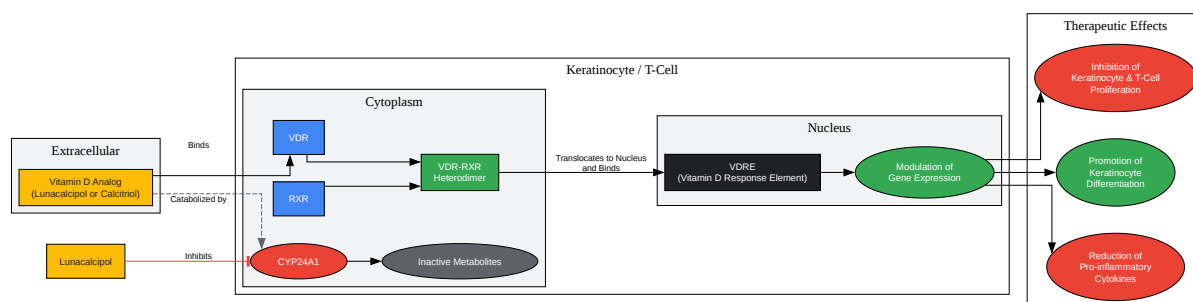 Therapeutic Effects
Inhibition of
Keratinocyte & T-Cell
Proliferation
Keratinocyte / T-Cell
Cytoplasm
Nucleus
Extracellular
Binds
VDR
VDR-RXR
Heterodimer
Translocates to Nucleus
and Binds
VDRE
(Vitamin D Response Element)
Modulation of
Gene Expression
Promotion of
Keratinocyte
Differentiation
Vitamin D Analog
(Lunacalcipol or Calcitriol)
Catabolized by
RXR
Lunacalcipol
Inhibits
CYP24A1
Inactive Metabolites
Reduction of
Pro-inflammatory
Cytokines